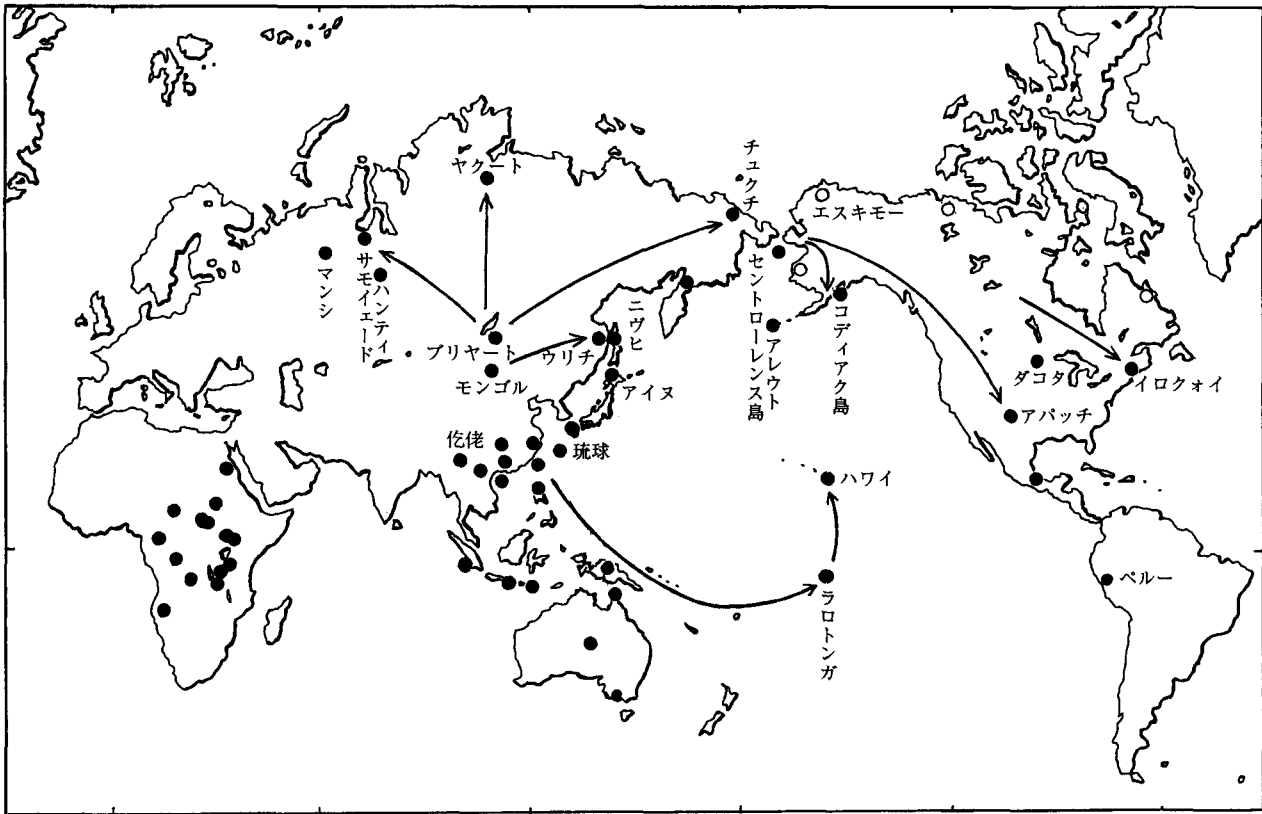 ヤクート
チュクチ
エスキモー
マンシ
サモイェード
ハンティ
セントローレンス島
ニヴヒ
コディアク島
ブリヤート
ウリチ
アレウト
モンゴル
アイヌ
ダコタ
イロクォイ
アパッチ
仡佬
琉球
ハワイ
ラロトンガ
ペルー